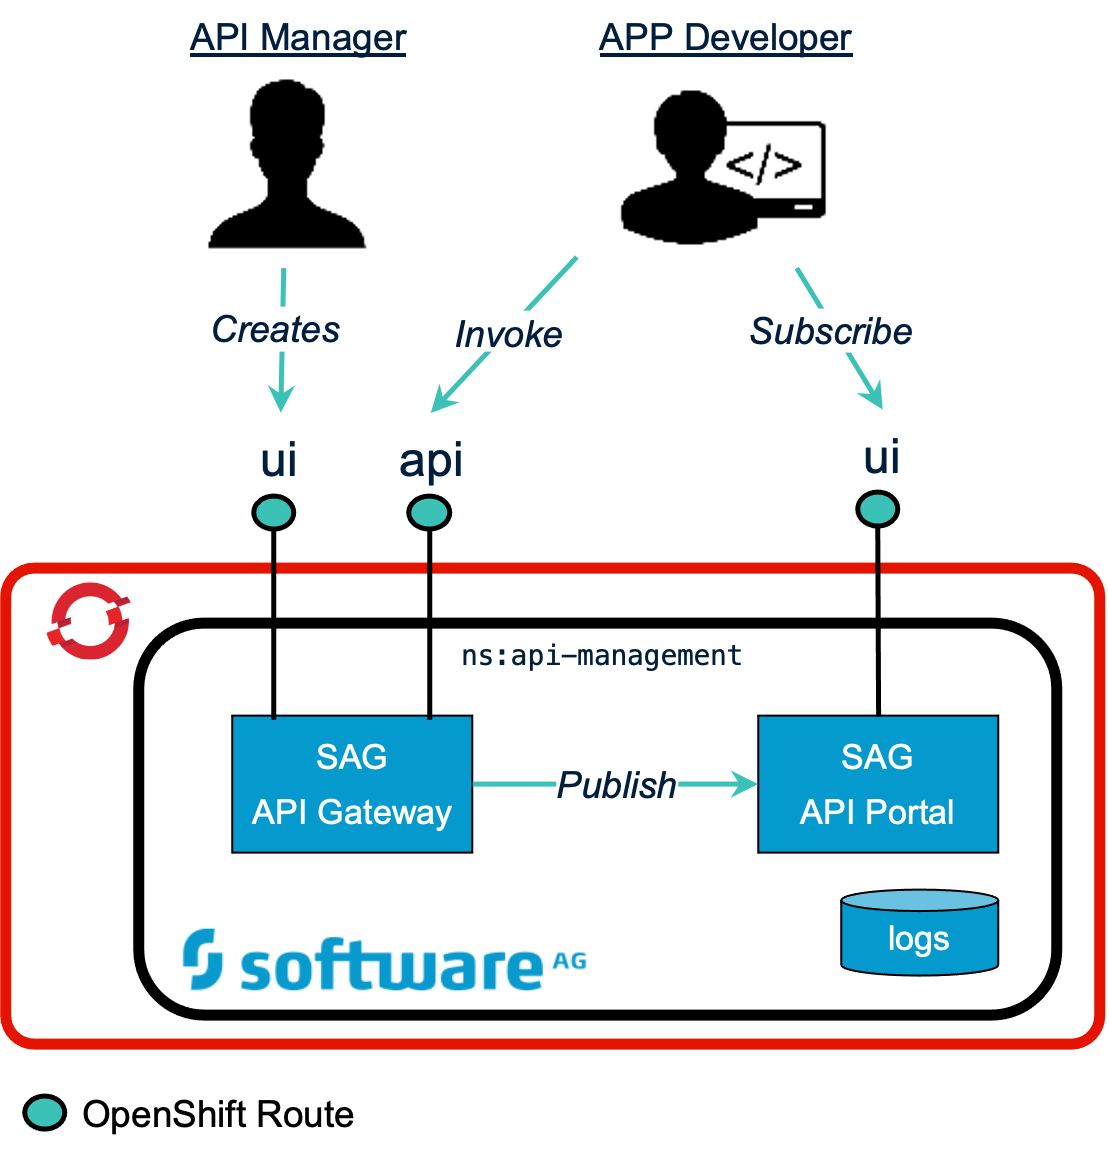 API Manager
APP Developer
</>
Creates
Invoke
Subscribe
ui
api
ui
ns:api-management
SAG
API Gateway
Publish
SAG
API Portal
logs
software AG
OpenShift Route